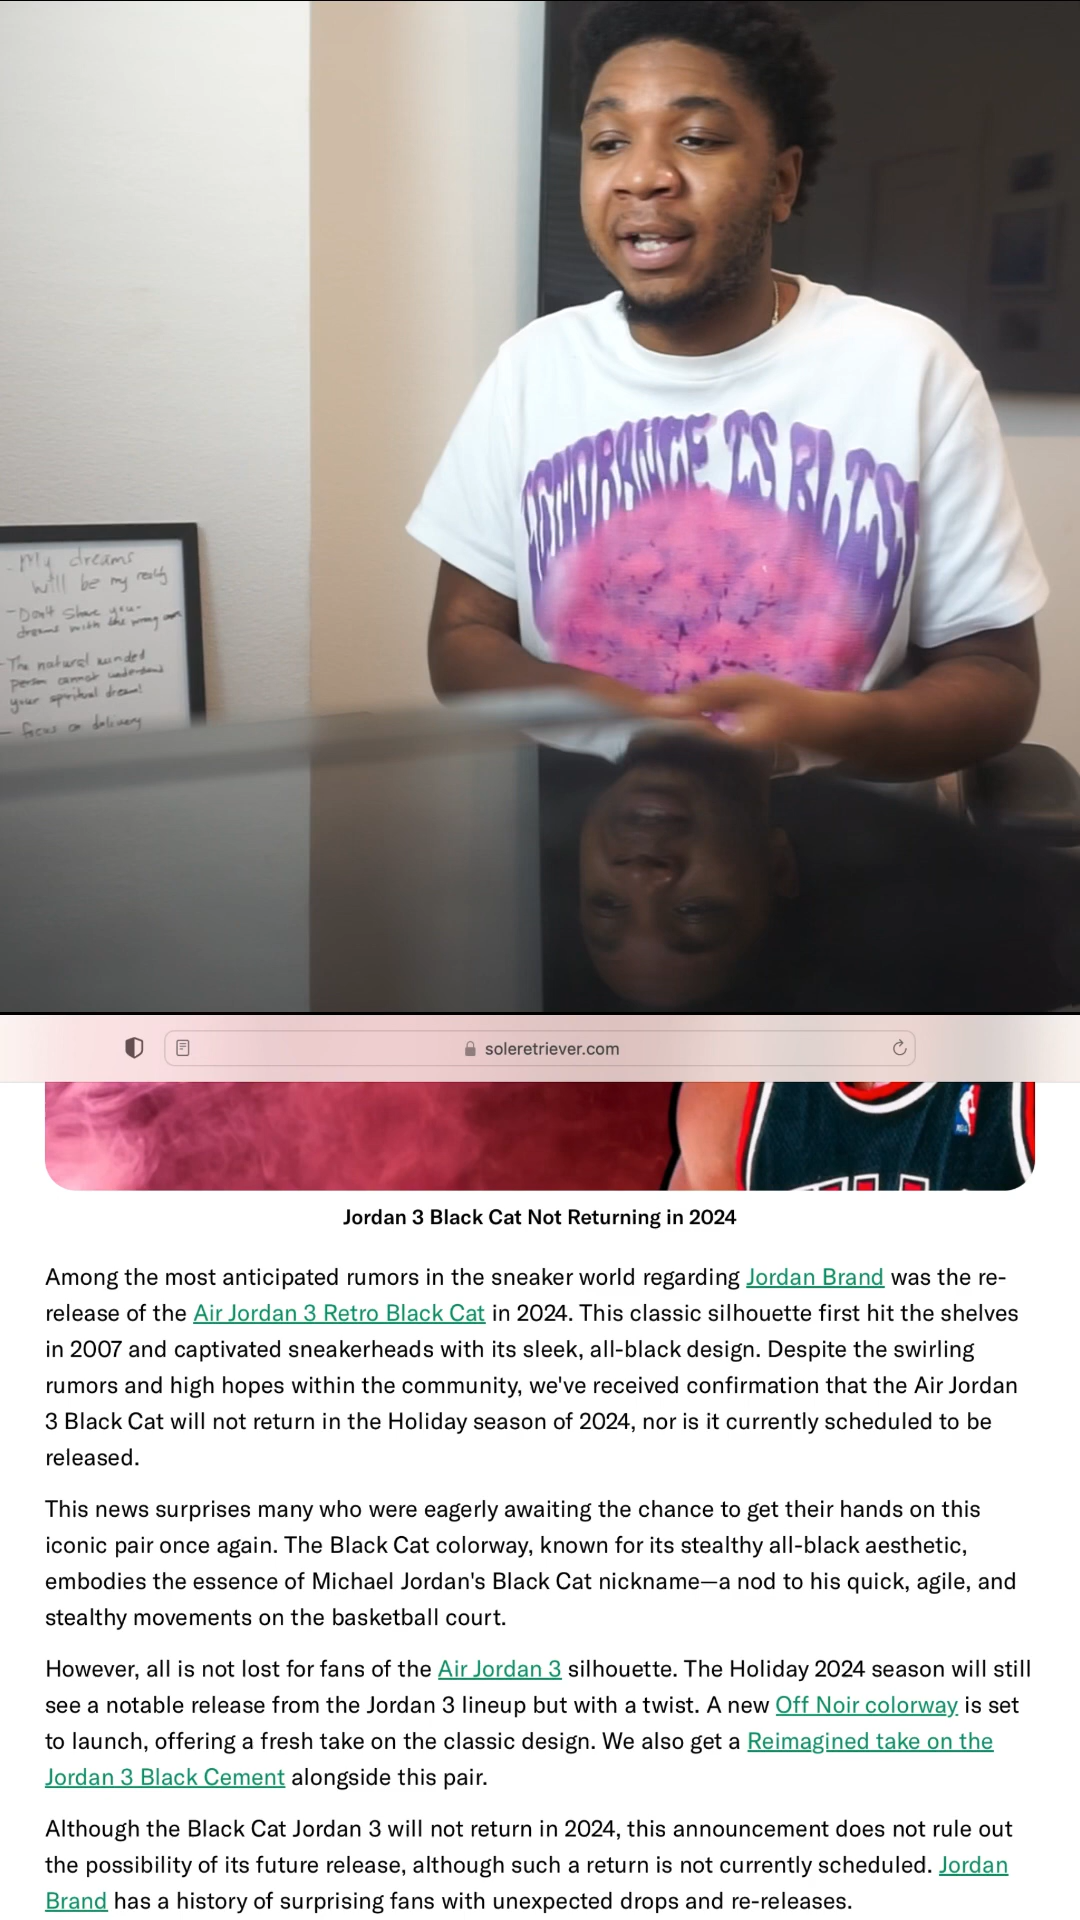 IGNORANCE IS BLISS
- My dreams
will be my reality
- Don't share your
dreams with the wrong
- The natural minded
person cannot understand
your spiritual dream!
- focus on delivery
soleretriever.com
Jordan 3 Black Cat Not Returning in 2024
Among the most anticipated rumors in the sneaker world regarding Jordan Brand was the re-
release of the Air Jordan 3 Retro Black Cat in 2024. This classic silhouette first hit the shelves
in 2007 and captivated sneakerheads with its sleek, all-black design. Despite the swirling
rumors and high hopes within the community, we've received confirmation that the Air Jordan
3 Black Cat will not return in the Holiday season of 2024, nor is it currently scheduled to be
released.
This news surprises many who were eagerly awaiting the chance to get their hands on this
iconic pair once again. The Black Cat colorway, known for its stealthy all-black aesthetic,
embodies the essence of Michael Jordan's Black Cat nickname—a nod to his quick, agile, and
stealthy movements on the basketball court.
However, all is not lost for fans of the Air Jordan 3 silhouette. The Holiday 2024 season will still
see a notable release from the Jordan 3 lineup but with a twist. A new Off Noir colorway is set
to launch, offering a fresh take on the classic design. We also get a Reimagined take on the
Jordan 3 Black Cement alongside this pair.
Although the Black Cat Jordan 3 will not return in 2024, this announcement does not rule out
the possibility of its future release, although such a return is not currently scheduled. Jordan
Brand has a history of surprising fans with unexpected drops and re-releases.